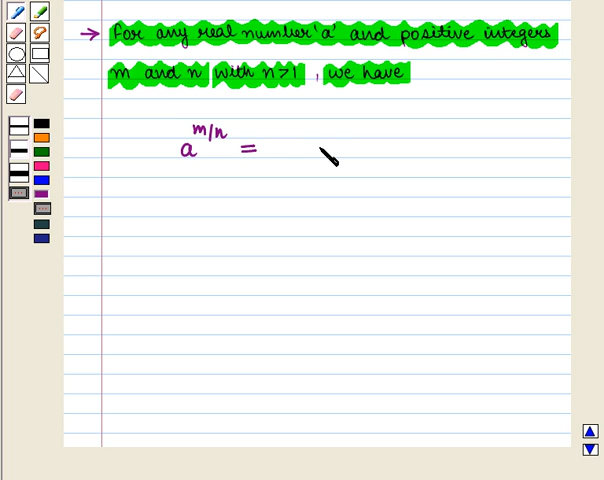 → For any real number 'a' and positive integers
m and n with n>1, we have
a^{m/n} =